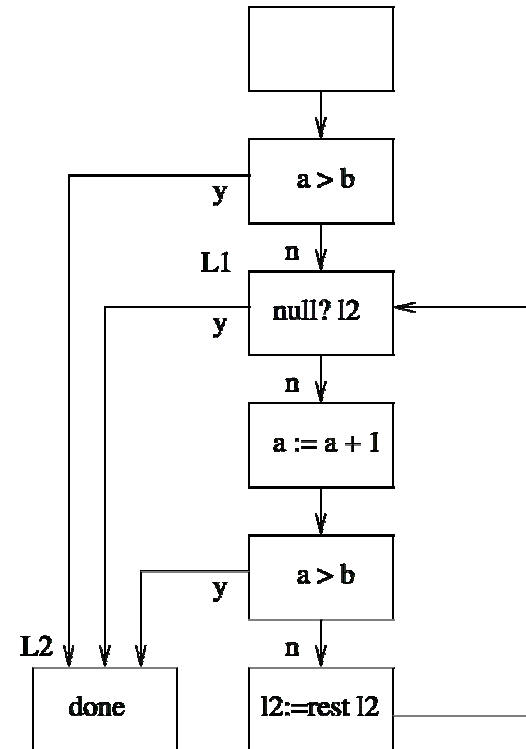 a > b
y
n
L1
null? l2
y
n
a := a + 1
a > b
y
n
L2
done
l2:=rest l2